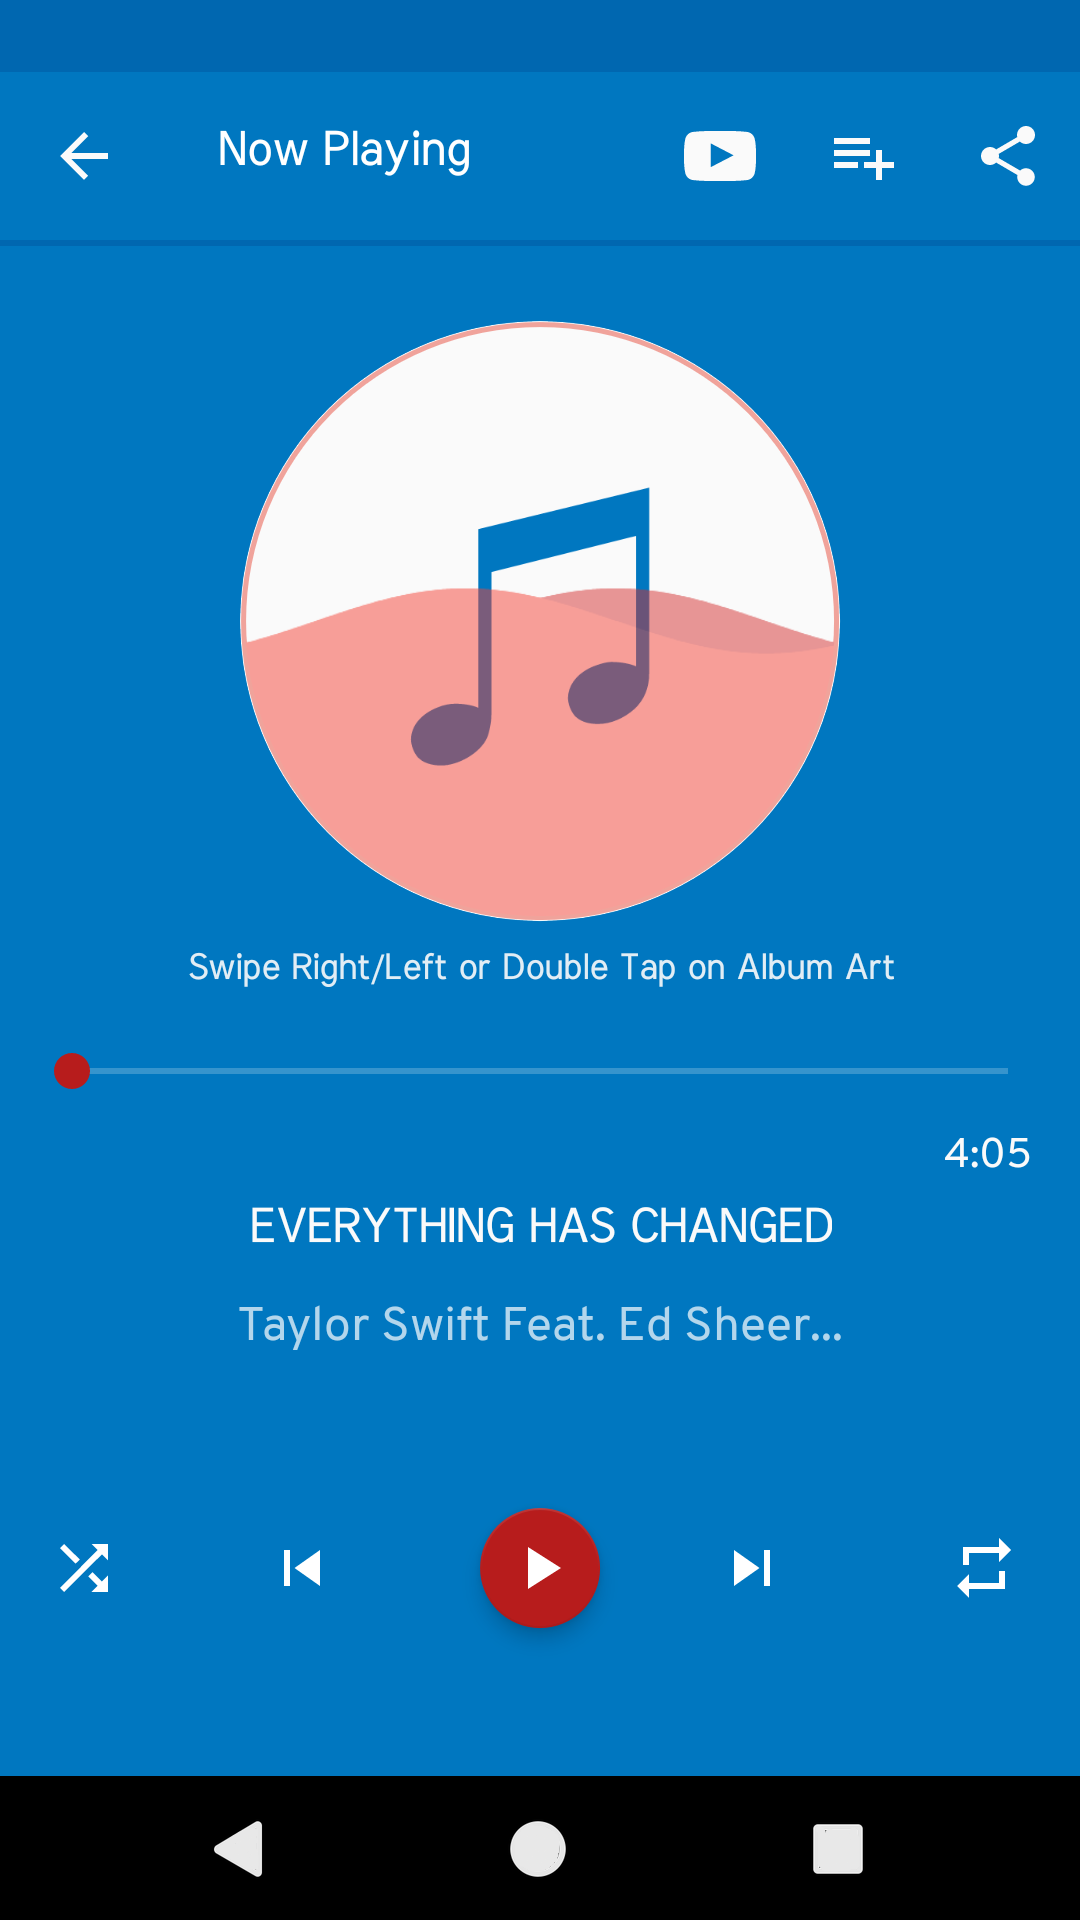 Now Playing
Swipe Right/Left or Double Tap on Album Art
4:05
EVERYTHING HAS CHANGED
Taylor Swift Feat. Ed Sheer...